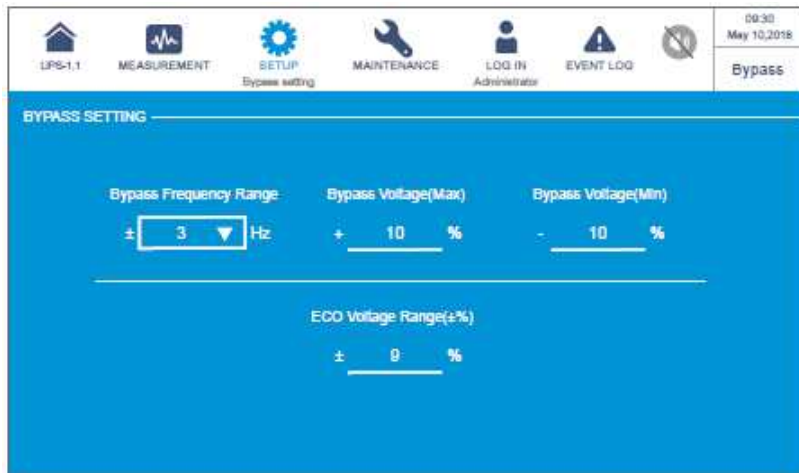 09:30
May 10,2018
Bypass
UPS-1.1
MEASUREMENT
SETUP
Bypass setting
MAINTENANCE
LOG IN
Administrator
EVENT LOG
BYPASS SETTING
Bypass Frequency Range
± 3 Hz
Bypass Voltage(Max)
+ 10 %
Bypass Voltage(Min)
- 10 %
ECO Voltage Range(±%)
± 9 %